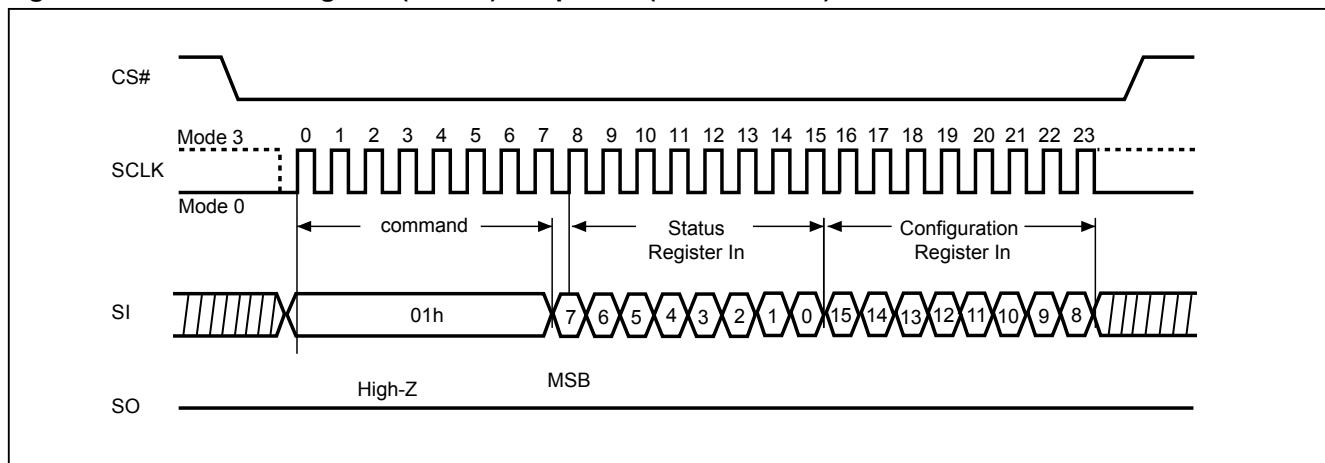 CS#
Mode 3
0 1 2 3 4 5 6 7 8 9 10 11 12 13 14 15 16 17 18 19 20 21 22 23
SCLK
Mode 0
command
Status
Register In
Configuration
Register In
SI
01h
7 6 5 4 3 2 1 0 15 14 13 12 11 10 9 8
High-Z
MSB
SO